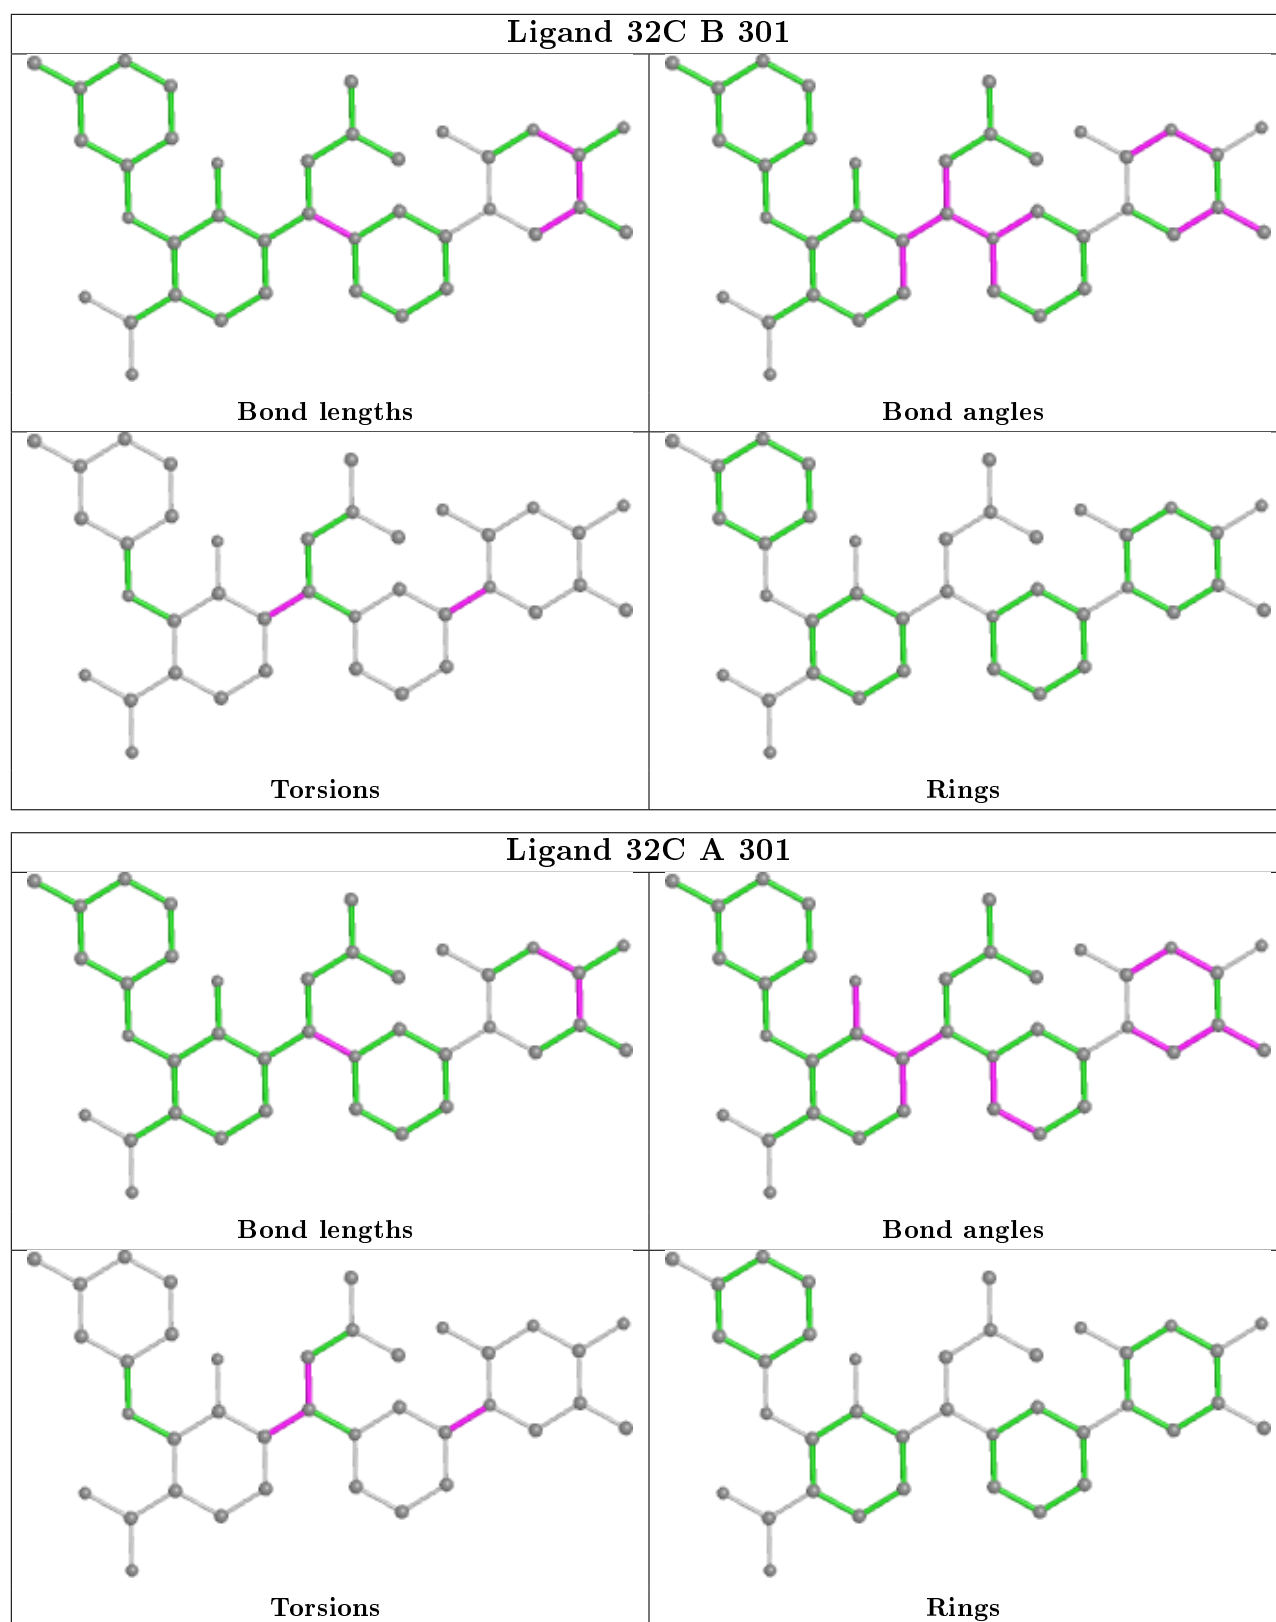 Ligand 32C B 301
Bond lengths
Bond angles
Torsions
Rings
Ligand 32C A 301
Bond lengths
Bond angles
Torsions
Rings